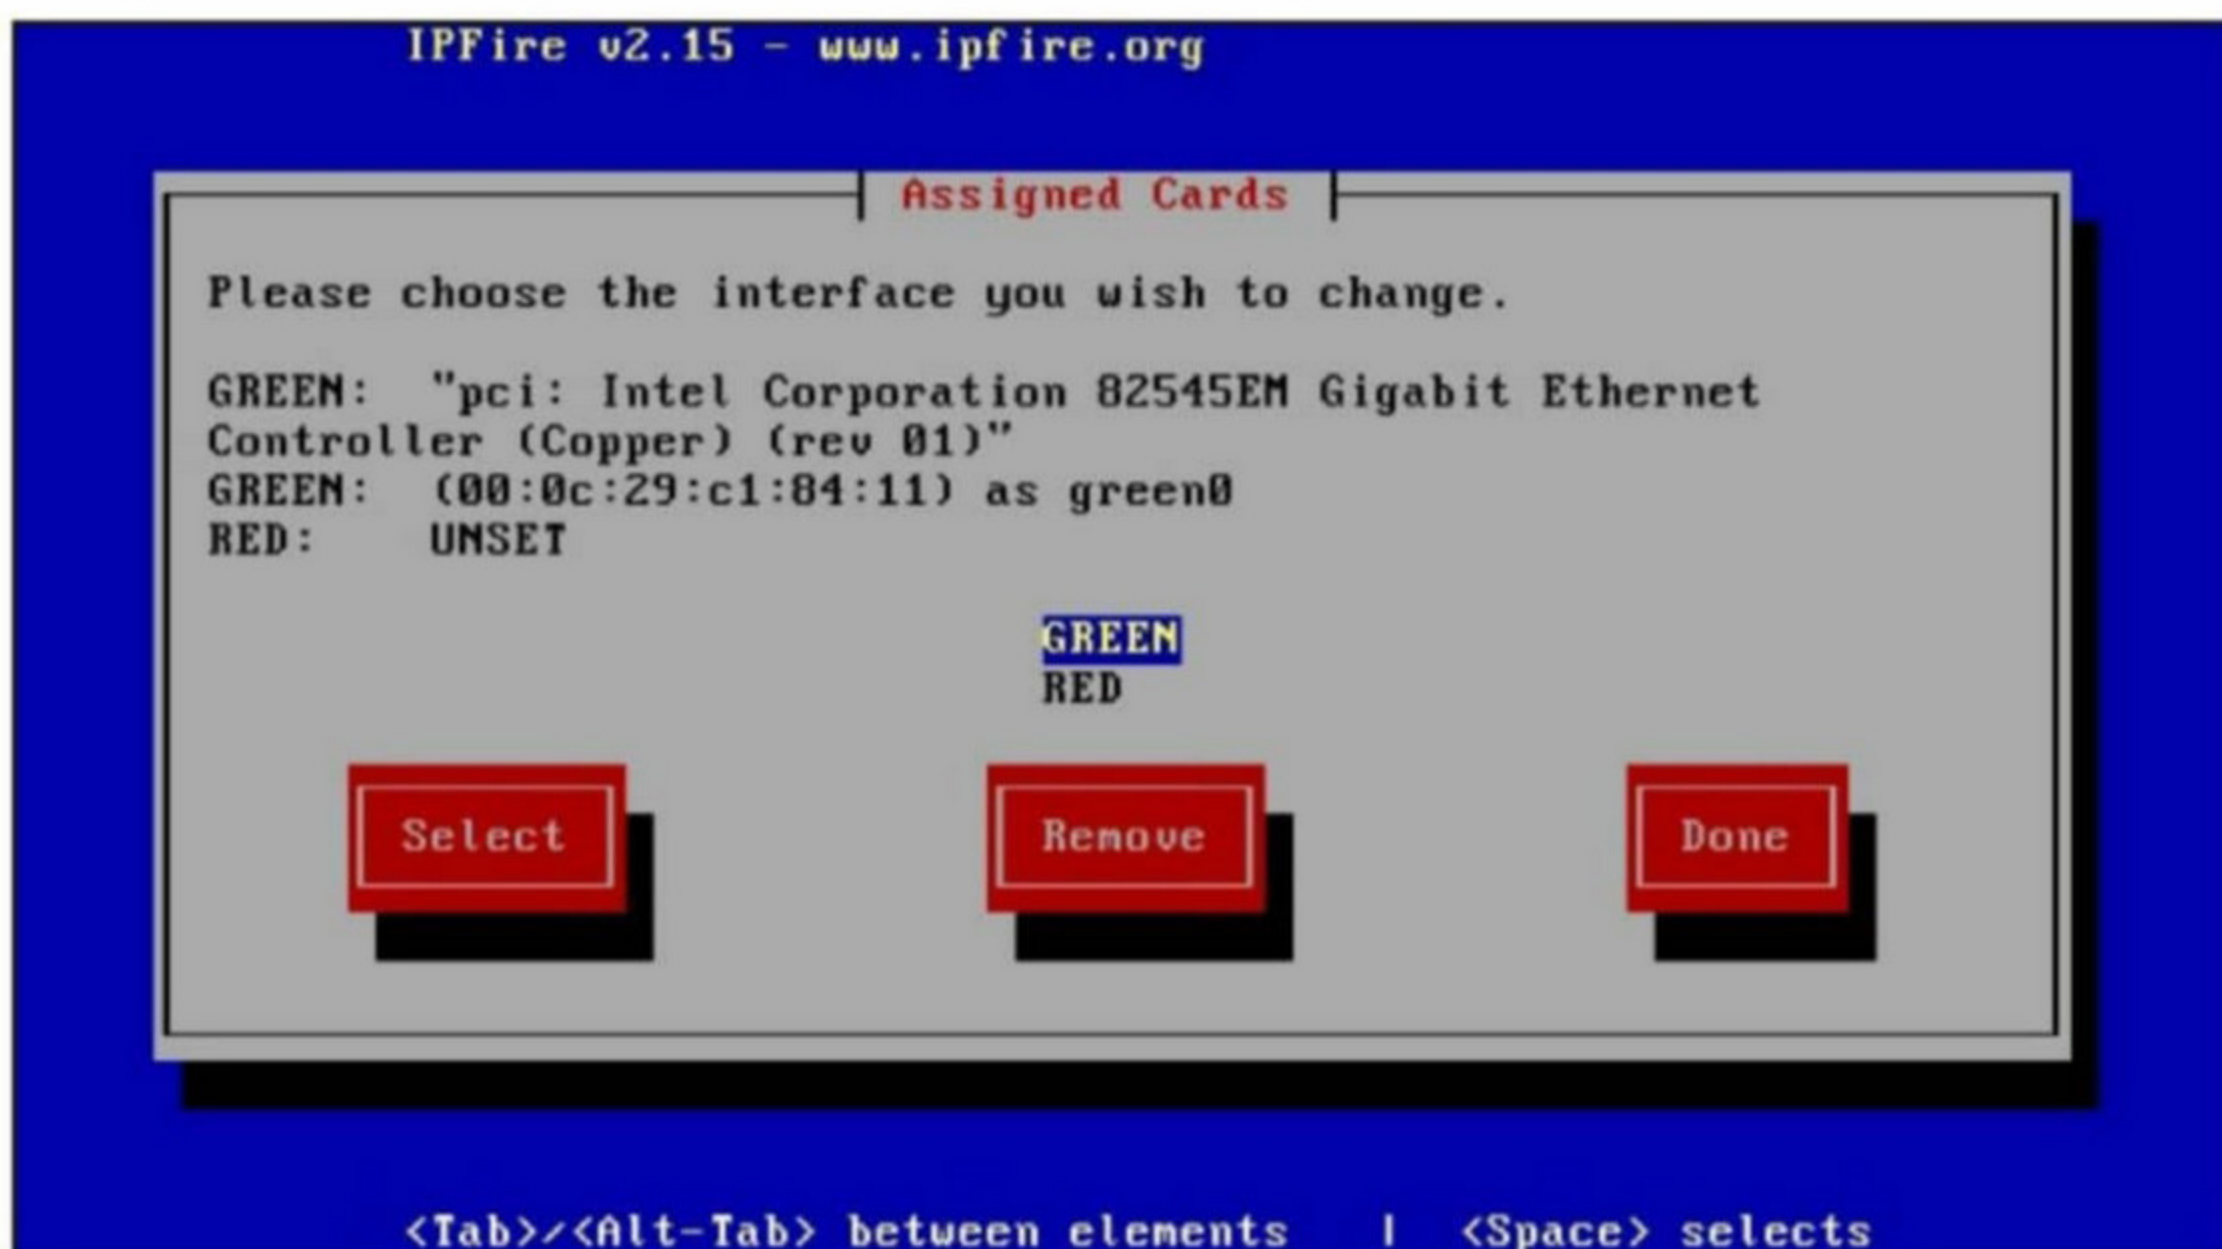 IPFire v2.15 - www.ipfire.org
Assigned Cards
Please choose the interface you wish to change.
GREEN: "pci: Intel Corporation 82545EM Gigabit Ethernet
Controller (Copper) (rev 01)"
GREEN: (00:0c:29:c1:84:11) as green0
RED: UNSET
GREEN
RED
Select Remove Done
<Tab>/<Alt-Tab> between elements | <Space> selects